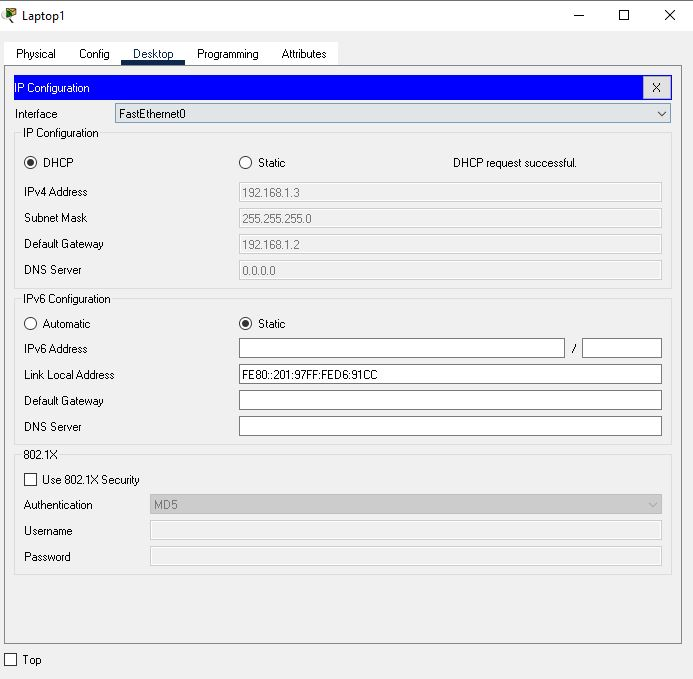 Laptop1
Physical Config Desktop Programming Attributes
IP Configuration X
Interface FastEthernet0
IP Configuration
DHCP Static DHCP request successful.
IPv4 Address 192.168.1.3
Subnet Mask 255.255.255.0
Default Gateway 192.168.1.2
DNS Server 0.0.0.0
IPv6 Configuration
Automatic Static
IPv6 Address /
Link Local Address FE80::201:97FF:FED6:91CC
Default Gateway
DNS Server
802.1X
Use 802.1X Security
Authentication MD5
Username
Password
Top